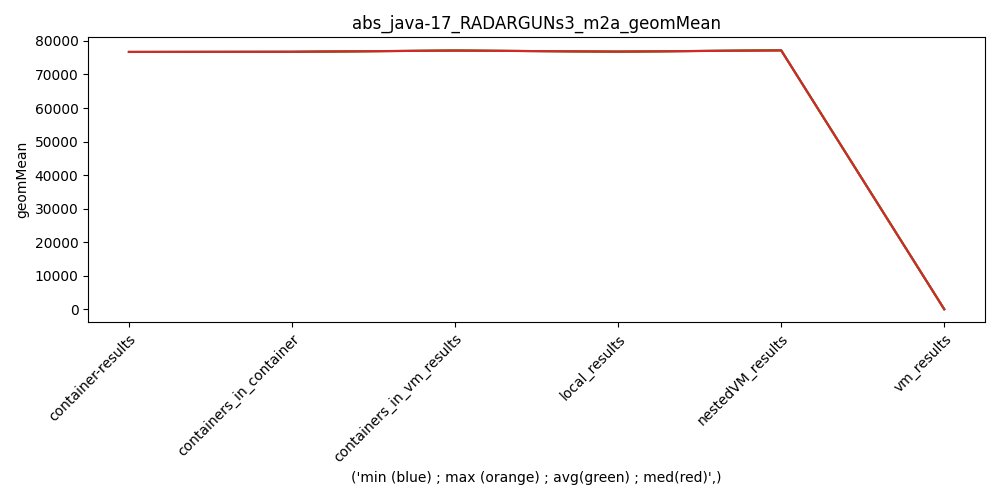 abs_java-17_RADARGUNs3_m2a_geomMean
geomMean
80000
70000
60000
50000
40000
30000
20000
10000
0
container-results
containers_in_container
containers_in_vm_results
local_results
nestedVM_results
vm_results
('min (blue) ; max (orange) ; avg(green) ; med(red)',)